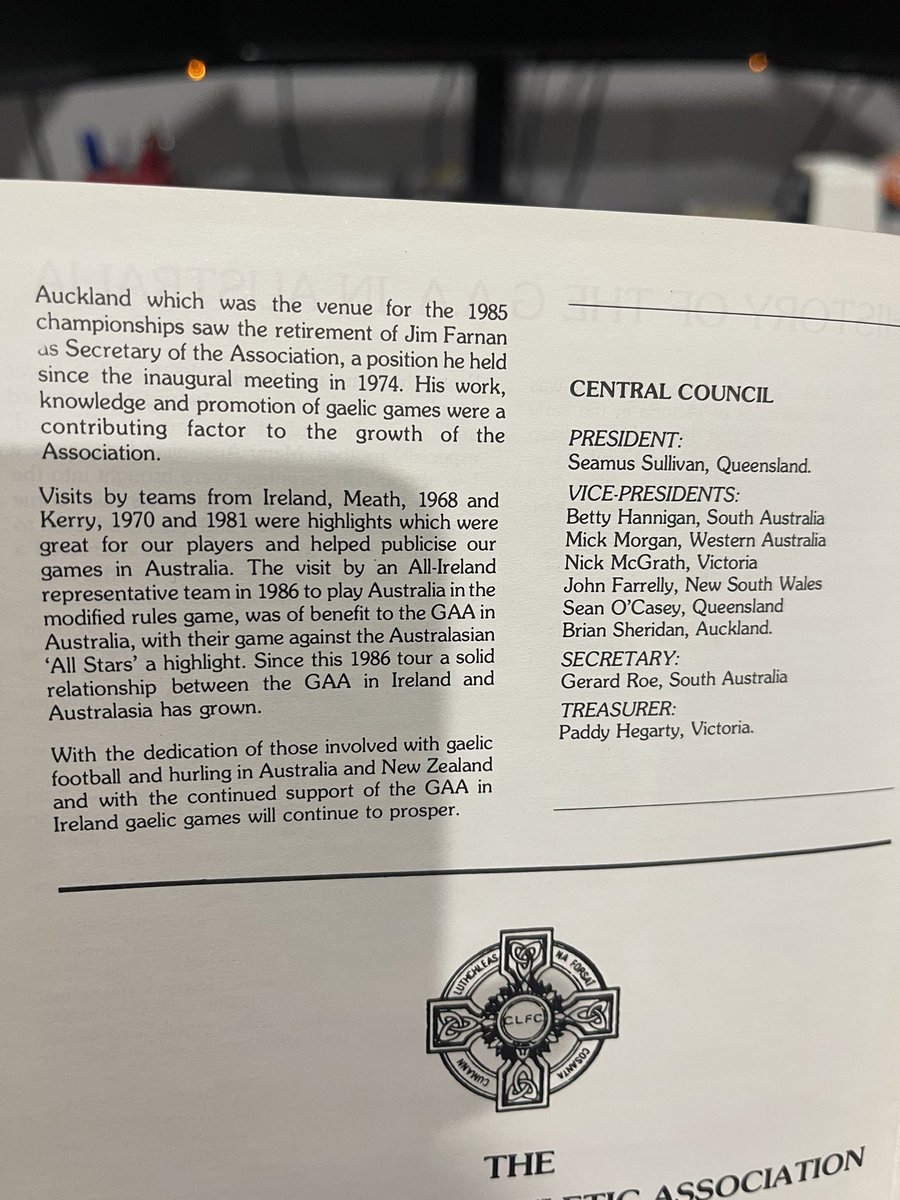 Auckland which was the venue for the 1985
championships saw the retirement of Jim Farnan
as Secretary of the Association, a position he held
since the inaugural meeting in 1974. His work,
knowledge and promotion of gaelic games were a
contributing factor to the growth of the
Association.
Visits by teams from Ireland, Meath, 1968 and
Kerry, 1970 and 1981 were highlights which were
great for our players and helped publicise our
games in Australia. The visit by an All-Ireland
representative team in 1986 to play Australia in the
modified rules game, was of benefit to the GAA in
Australia, with their game against the Australasian
‘All Stars’ a highlight. Since this 1986 tour a solid
relationship between the GAA in Ireland and
Australasia has grown.
With the dedication of those involved with gaelic
football and hurling in Australia and New Zealand
and with the continued support of the GAA in
Ireland gaelic games will continue to prosper.
CENTRAL COUNCIL
PRESIDENT:
Seamus Sullivan, Queensland.
VICE-PRESIDENTS:
Betty Hannigan, South Australia
Mick Morgan, Western Australia
Nick McGrath, Victoria
John Farrelly, New South Wales
Sean O'Casey, Queensland
Brian Sheridan, Auckland.
SECRETARY:
Gerard Roe, South Australia
TREASURER:
Paddy Hegarty, Victoria.
CUMANN
LUTHCHLEAS
NA FORSAT
COSANTA
C.L.F.C.
THE
ASSOCIATION